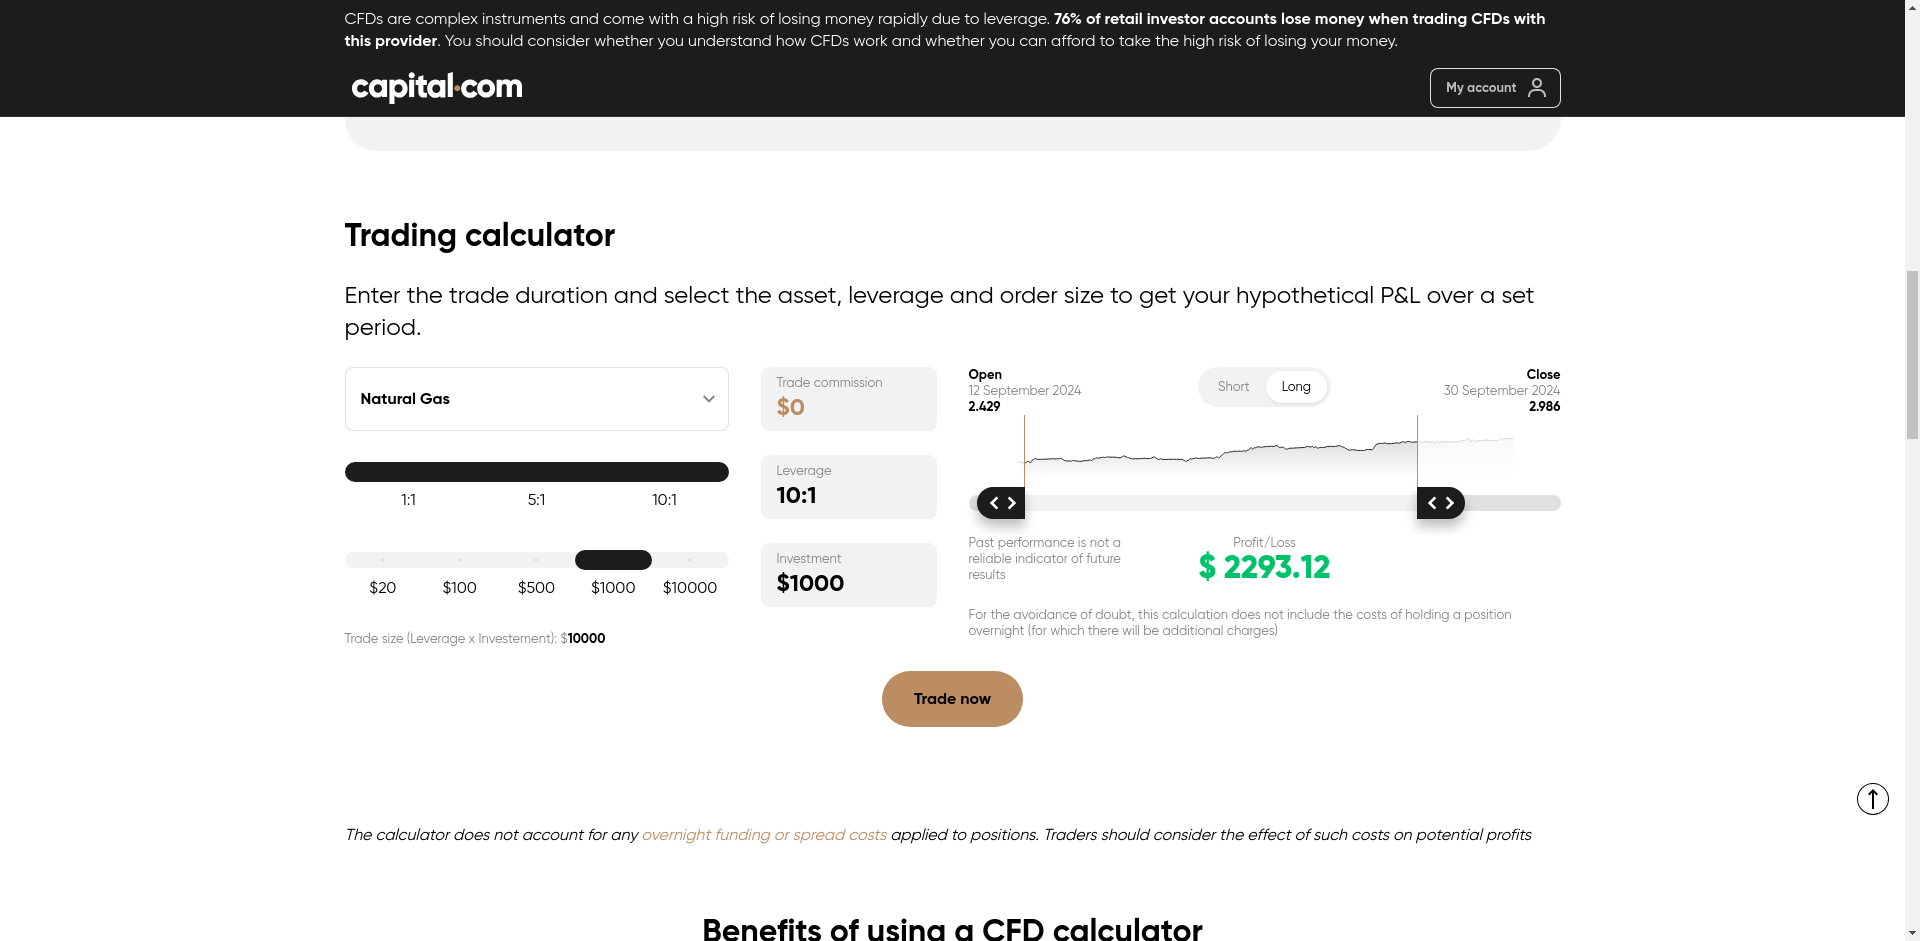 CFDs are complex instruments and come with a high risk of losing money rapidly due to leverage. 76% of retail investor accounts lose money when trading CFDs with
this provider. You should consider whether you understand how CFDs work and whether you can afford to take the high risk of losing your money.
capital.com
My account
Trading calculator
Enter the trade duration and select the asset, leverage and order size to get your hypothetical P&L over a set
period.
Natural Gas
1:1 5:1 10:1
$20 $100 $500 $1000 $10000
Trade size (Leverage x Investement): $10000
Trade commission
$0
Leverage
10:1
Investment
$1000
Open
12 September 2024
2.429
Short Long
Close
30 September 2024
2.986
Past performance is not a
reliable indicator of future
results
Profit/Loss
$ 2293.12
For the avoidance of doubt, this calculation does not include the costs of holding a position
overnight (for which there will be additional charges)
Trade now
The calculator does not account for any overnight funding or spread costs applied to positions. Traders should consider the effect of such costs on potential profits
Benefits of using a CFD calculator